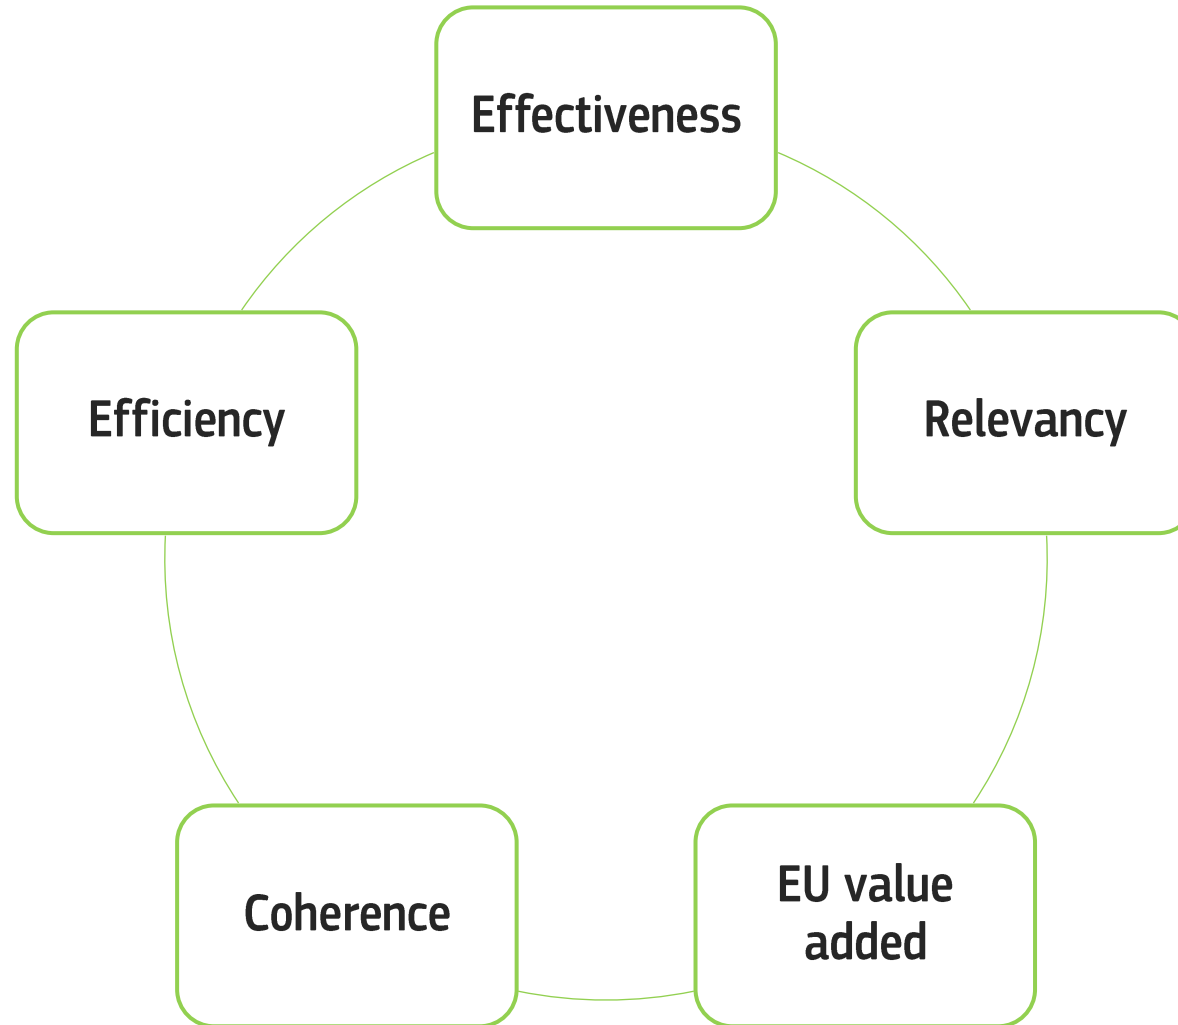 Effectiveness
Efficiency
Relevancy
Coherence
EU value
added